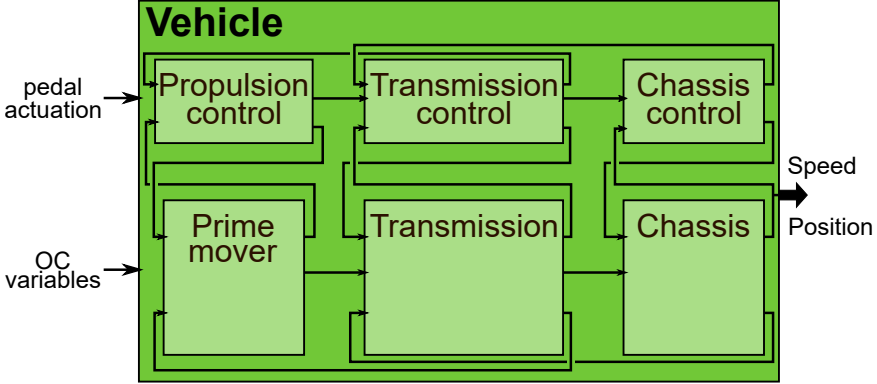 Vehicle
pedal
actuation
Propulsion
control
Transmission
control
Chassis
control
Speed
Position
OC
variables
Prime
mover
Transmission
Chassis